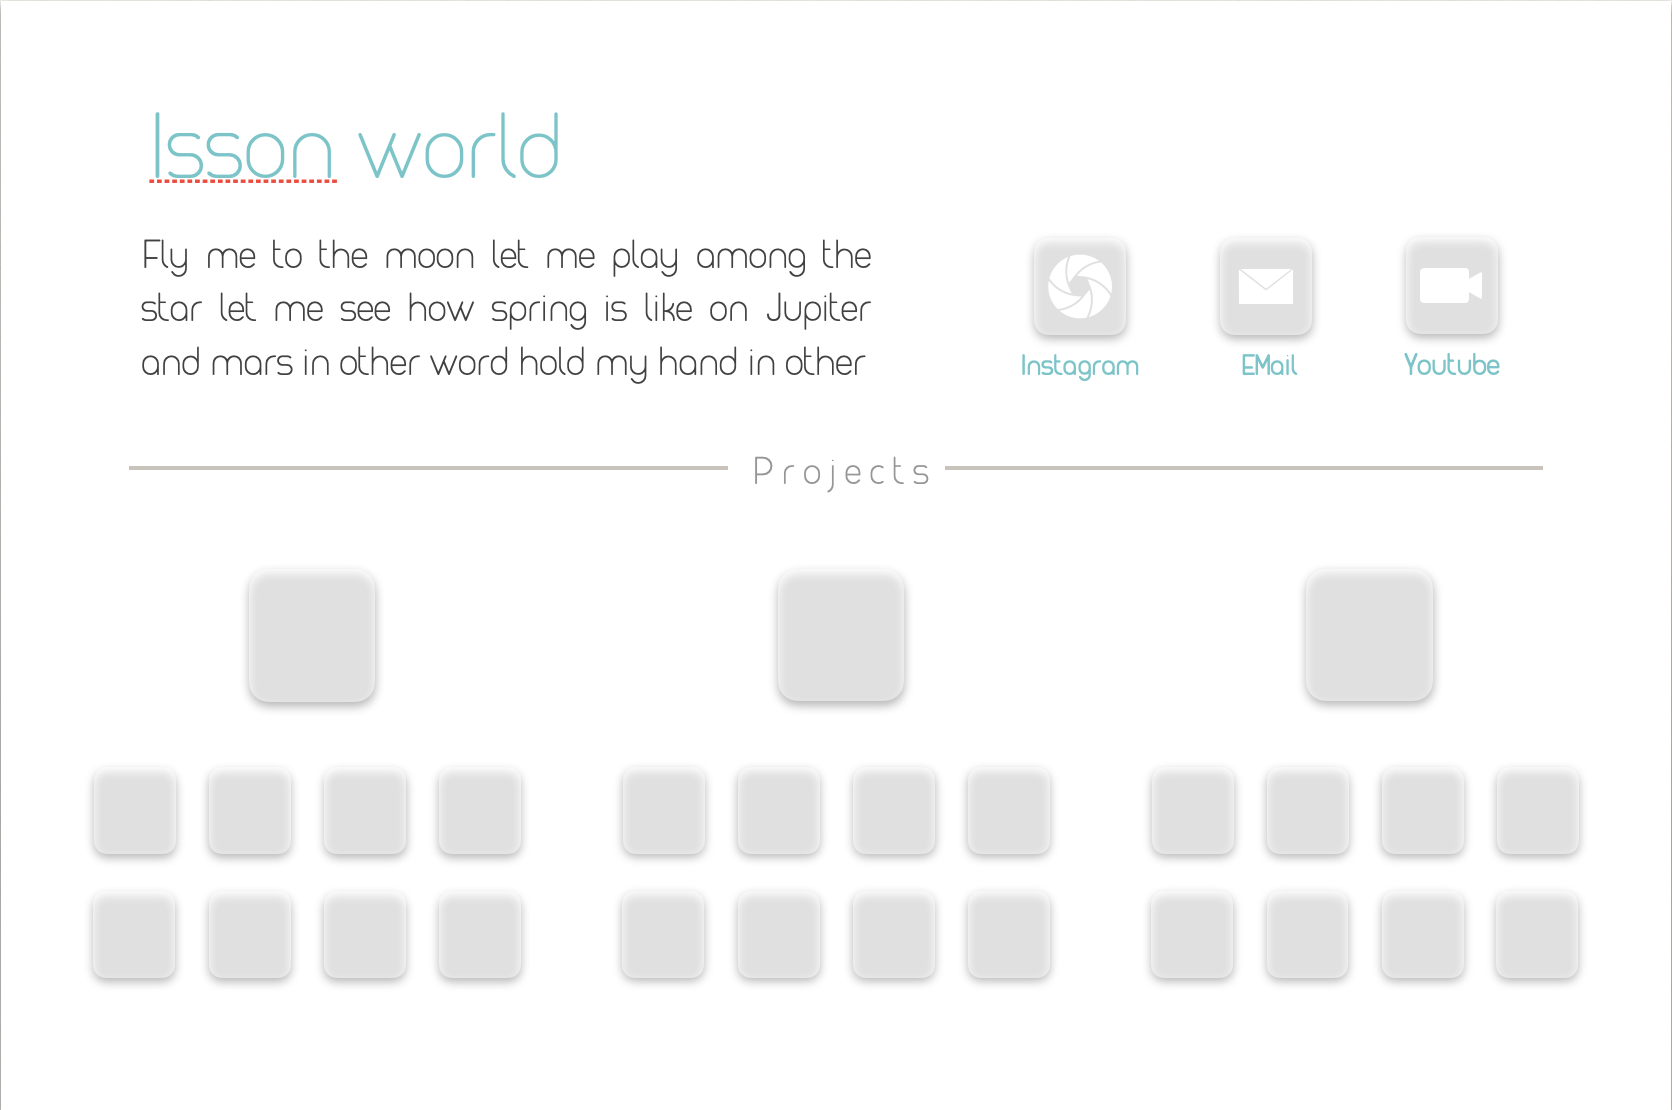 Isson world
Fly me to the moon let me play among the
star let me see how spring is like on Jupiter
and mars in other word hold my hand in other
Instagram
EMail
Youtube
Projects